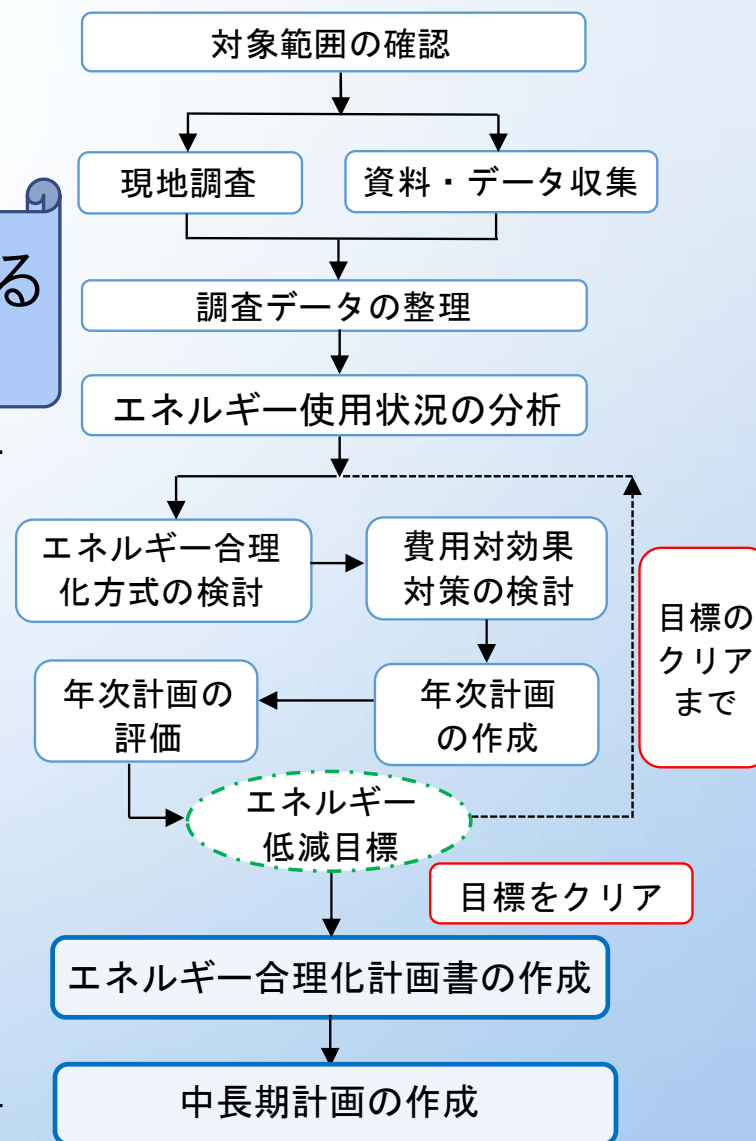 対象範囲の確認
現地調査
資料・データ収集
る
調査データの整理
エネルギー使用状況の分析
エネルギー合理
化方式の検討
費用対効果
対策の検討
目標の
クリア
まで
年次計画
の作成
年次計画の
評価
エネルギー
低減目標
目標をクリア
エネルギー合理化計画書の作成
中長期計画の作成